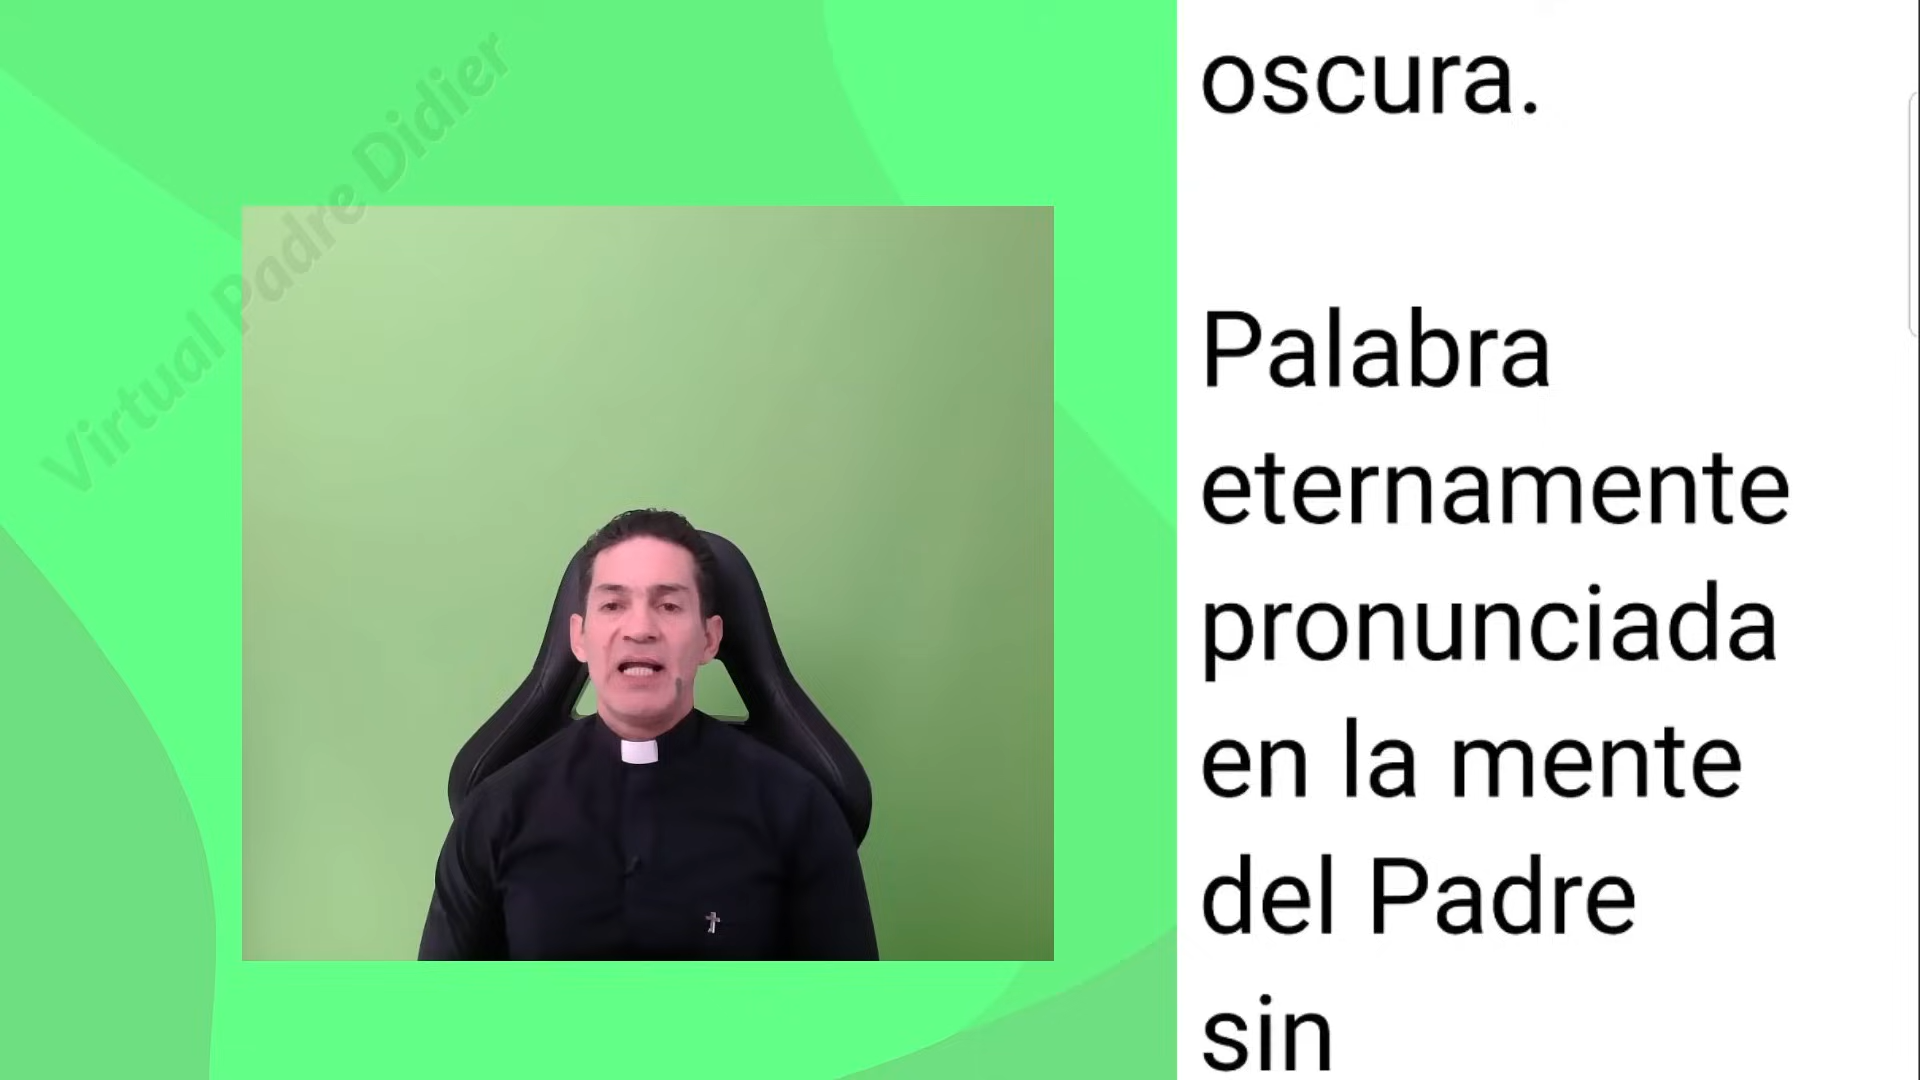 Virtual Padre Didier
oscura.
Palabra
eternamente
pronunciada
en la mente
del Padre
sin